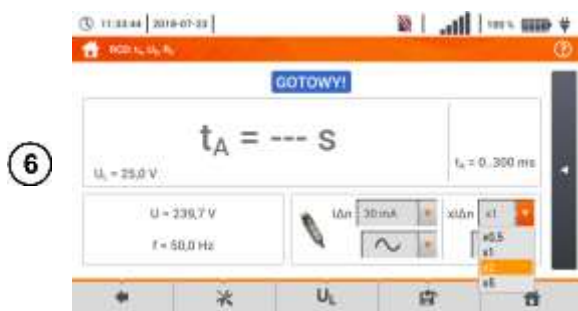 11:33:44 2018-07-23 100%
RCD: tA, UB, RE
GOTOWY!
tA = --- s
UL = 25,0 V
tA = 0..300 ms
6
U = 239,7 V
f = 50,0 Hz
IΔn 30 mA
xIΔn x1
x0,5
x1
x2
x5
UL